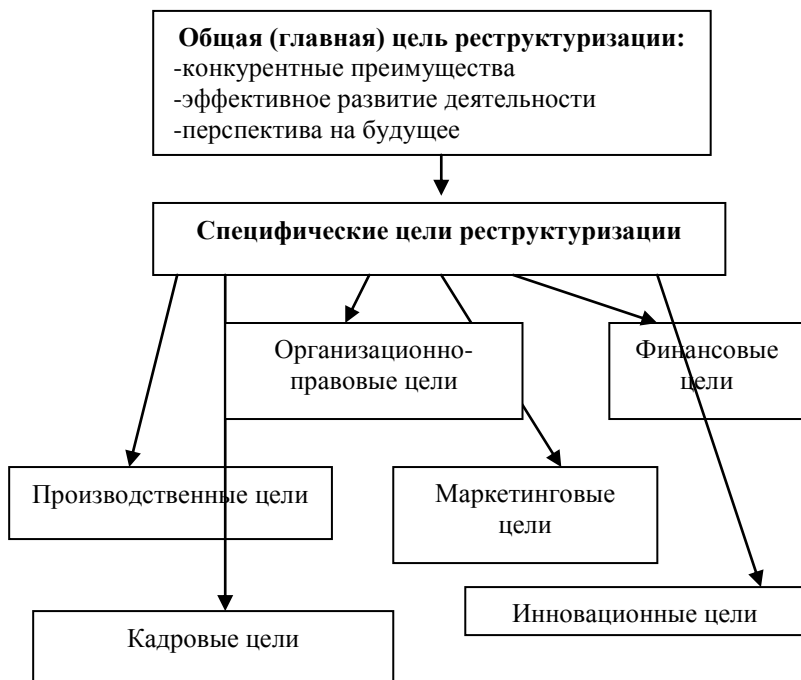 Общая (главная) цель реструктуризации:
-конкурентные преимущества
-эффективное развитие деятельности
-перспектива на будущее
Специфические цели реструктуризации
Организационно-
правовые цели
Финансовые
цели
Производственные цели
Маркетинговые
цели
Инновационные цели
Кадровые цели